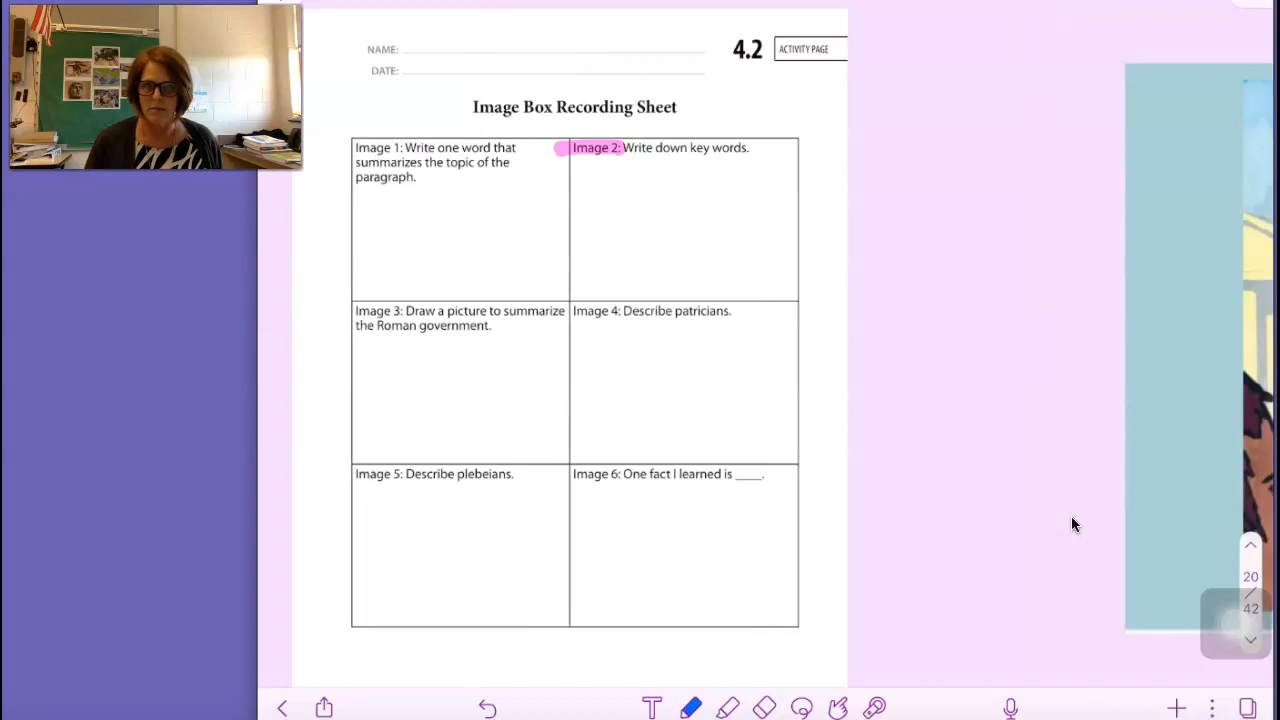 NAME:
4.2
ACTIVITY PAGE
DATE:
Image Box Recording Sheet
Image 1: Write one word that
summarizes the topic of the
paragraph.
Image 2: Write down key words.
Image 3: Draw a picture to summarize
the Roman government.
Image 4: Describe patricians.
Image 5: Describe plebeians.
Image 6: One fact I learned is ____.
20
42
T